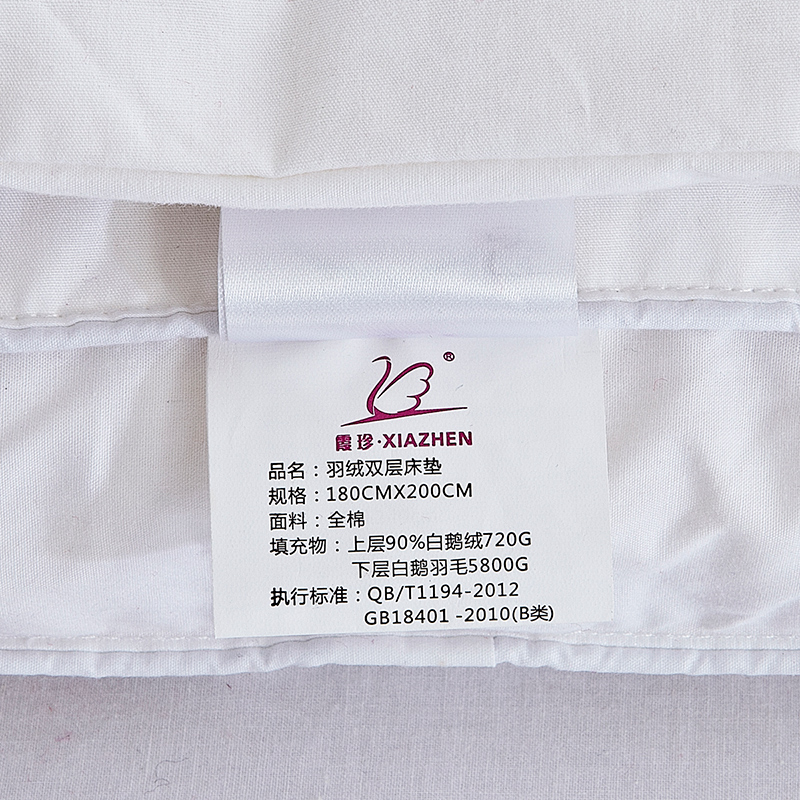 ®
霞珍·XIAZHEN
品名：羽绒双层床垫
规格：180CMX200CM
面料：全棉
填充物：上层90%白鹅绒720G
下层白鹅羽毛5800G
执行标准：QB/T1194-2012
GB18401 -2010(B类)